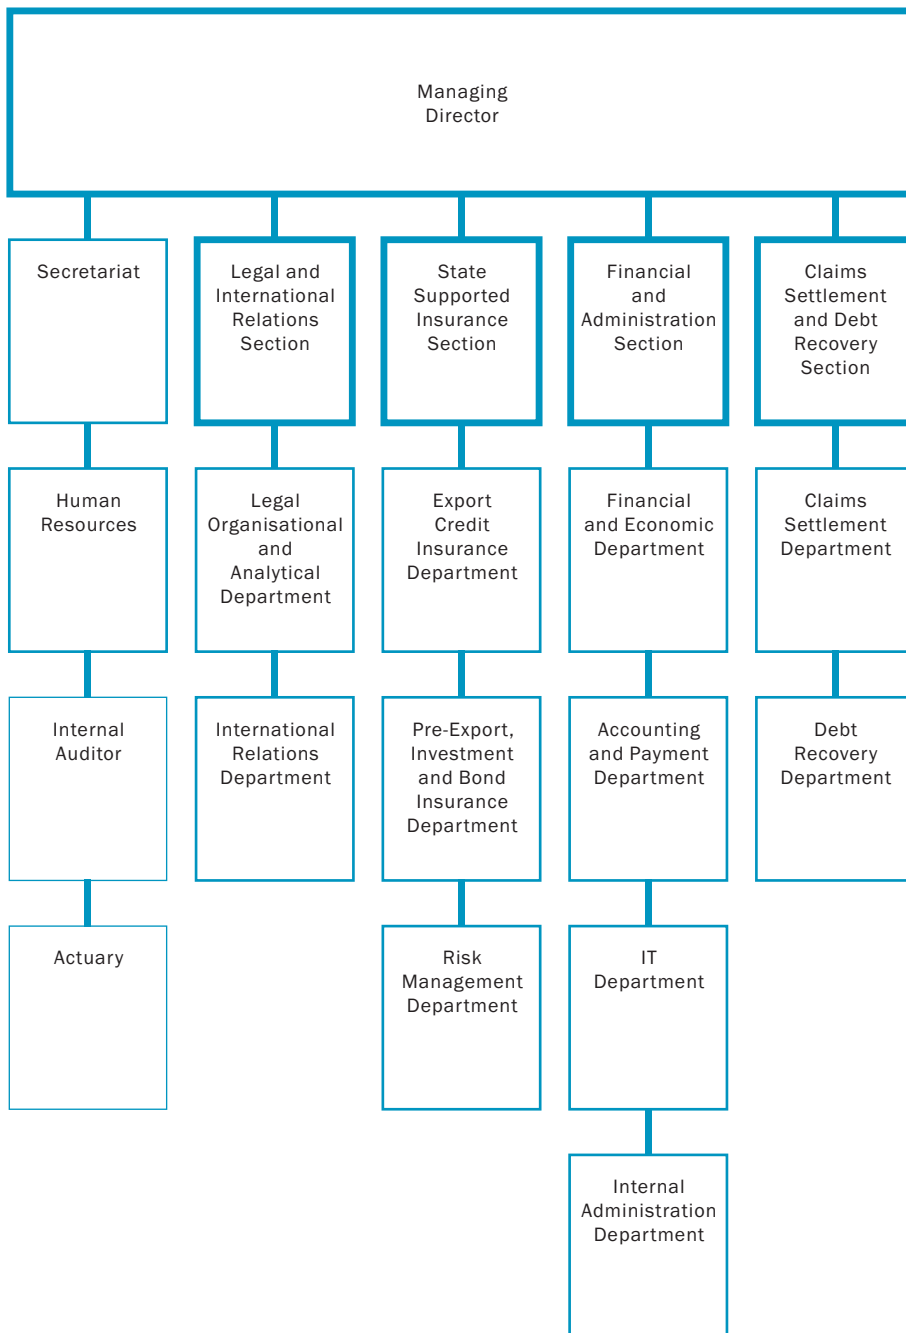 Managing
Director
Secretariat
Legal and
International
Relations
Section
State
Supported
Insurance
Section
Financial
and
Administration
Section
Claims
Settlement
and Debt
Recovery
Section
Human
Resources
Legal
Organisational
and
Analytical
Department
Export
Credit
Insurance
Department
Financial
and Economic
Department
Claims
Settlement
Department
Internal
Auditor
International
Relations
Department
Pre-Export,
Investment
and Bond
Insurance
Department
Accounting
and Payment
Department
Debt
Recovery
Department
Actuary
Risk
Management
Department
IT
Department
Internal
Administration
Department